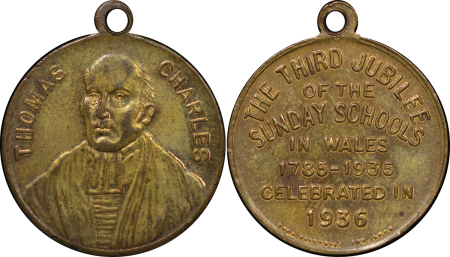 THOMAS CHARLES
THE THIRD JUBILEE
OF THE
SUNDAY SCHOOLS
IN WALES
1785-1935
CELEBRATED IN
1936